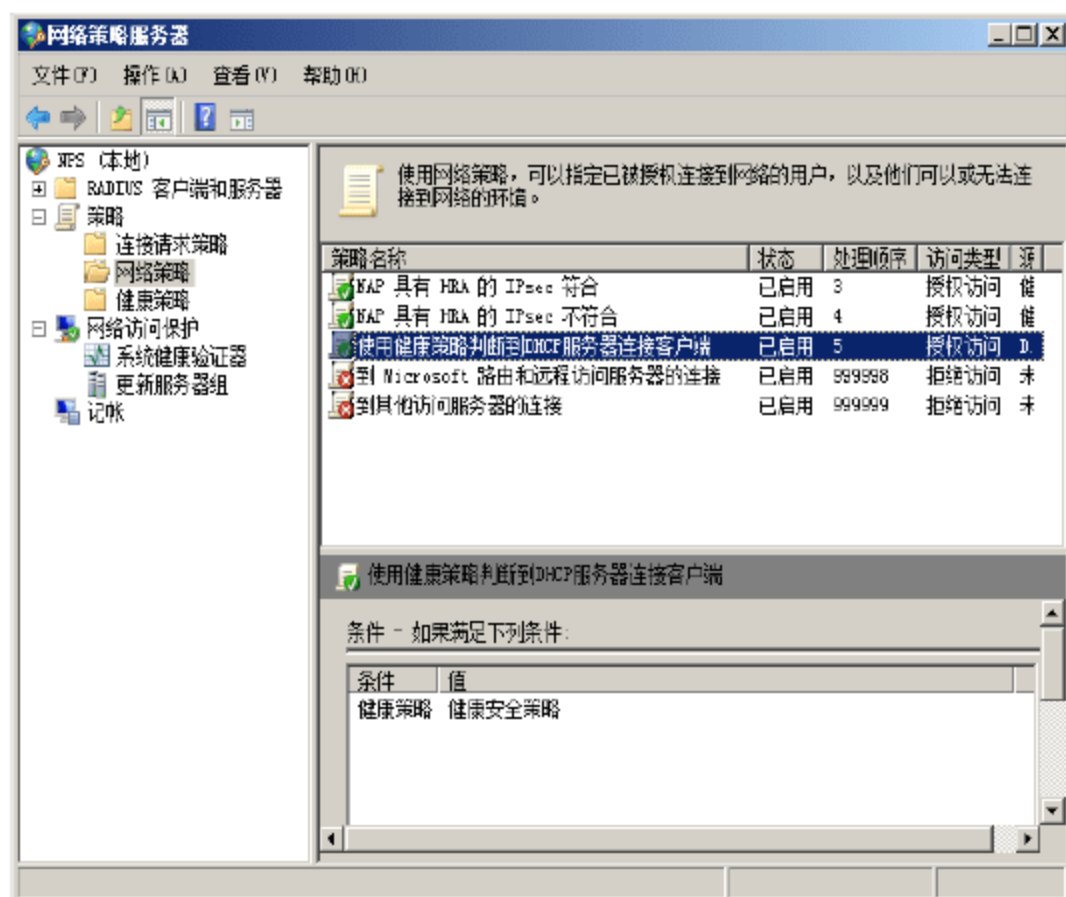 网络策略服务器
文件(F) 操作(A) 查看(V) 帮助(H)
NPS (本地)
RADIUS 客户端和服务器
策略
连接请求策略
网络策略
健康策略
网络访问保护
系统健康验证器
更新服务器组
记帐
使用网络策略，可以指定已被授权连接到网络的用户，以及他们可以或无法连
接到网络的环境。
策略名称 状态 处理顺序 访问类型 源
NAP 具有 HRA 的 IPsec 符合 已启用 3 授权访问 健
NAP 具有 HRA 的 IPsec 不符合 已启用 4 授权访问 健
使用健康策略判断到DHCP服务器连接客户端 已启用 5 授权访问 D.
到 Microsoft 路由和远程访问服务器的连接 已启用 999998 拒绝访问 未
到其他访问服务器的连接 已启用 999999 拒绝访问 未
使用健康策略判断到DHCP服务器连接客户端
条件 - 如果满足下列条件:
条件 值
健康策略 健康安全策略